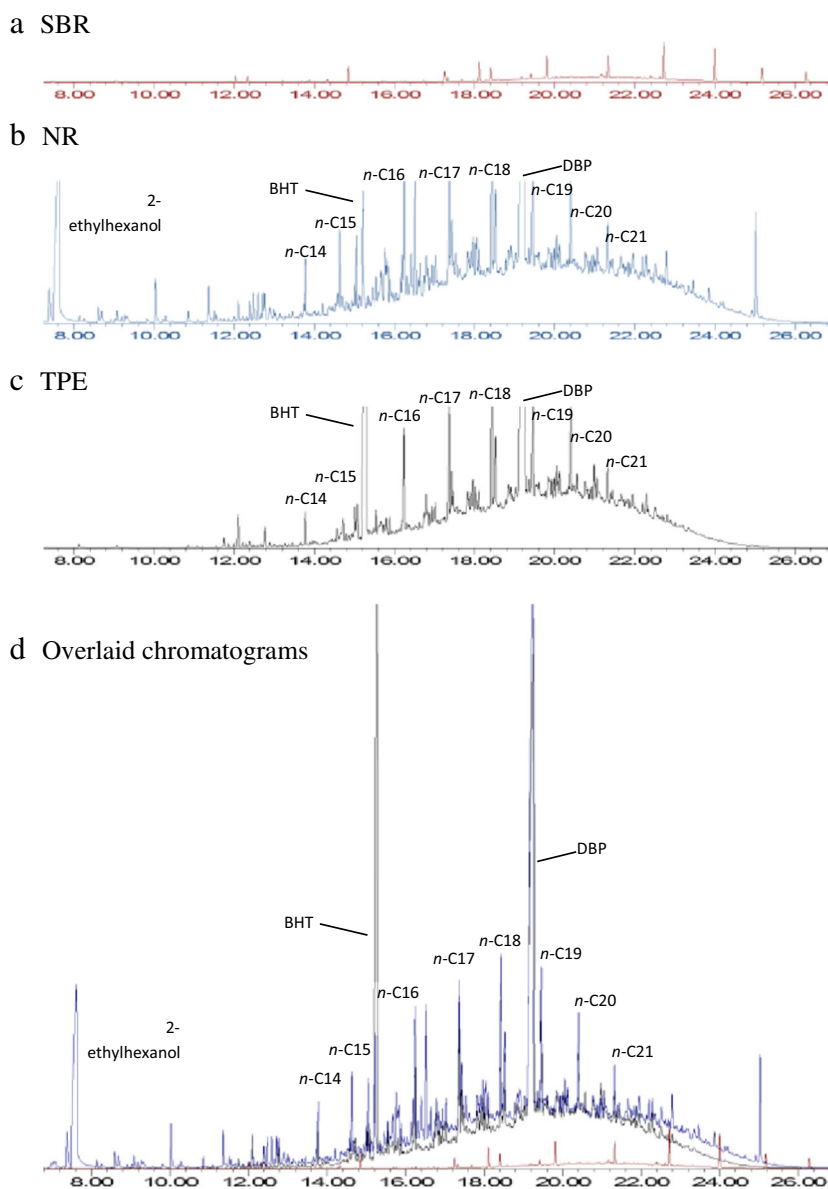 a SBR
8.00 10.00 12.00 14.00 16.00 18.00 20.00 22.00 24.00 26.00
b NR
2-
ethylhexanol
BHT
n-C14
n-C15
n-C16
n-C17
n-C18
DBP
n-C19
n-C20
n-C21
8.00 10.00 12.00 14.00 16.00 18.00 20.00 22.00 24.00 26.00
c TPE
BHT
n-C14
n-C15
n-C16
n-C17
n-C18
DBP
n-C19
n-C20
n-C21
8.00 10.00 12.00 14.00 16.00 18.00 20.00 22.00 24.00 26.00
d Overlaid chromatograms
2-
ethylhexanol
BHT
n-C14
n-C15
n-C16
n-C17
n-C18
DBP
n-C19
n-C20
n-C21
8.00 10.00 12.00 14.00 16.00 18.00 20.00 22.00 24.00 26.00